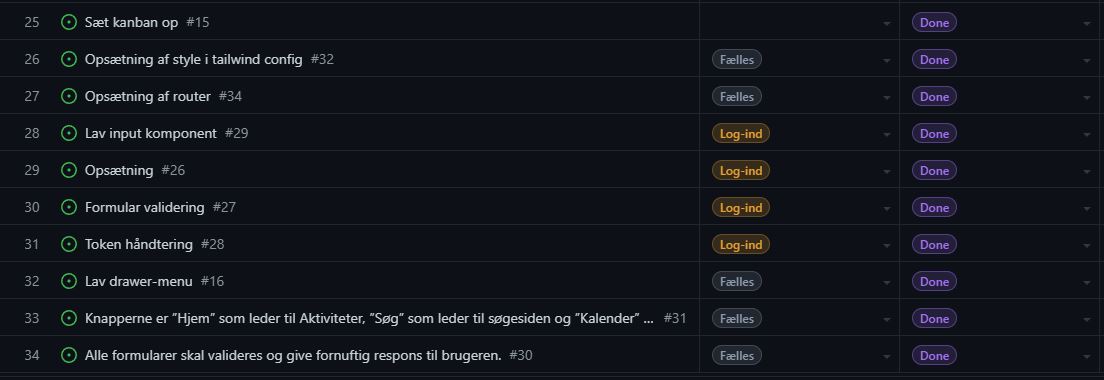 25 Sæt kanban op #15 Done
26 Opsætning af style i tailwind config #32 Fælles Done
27 Opsætning af router #34 Fælles Done
28 Lav input komponent #29 Log-ind Done
29 Opsætning #26 Log-ind Done
30 Formular validering #27 Log-ind Done
31 Token håndtering #28 Log-ind Done
32 Lav drawer-menu #16 Fælles Done
33 Knapperne er ”Hjem” som leder til Aktiviteter, ”Søg” som leder til søgesiden og ”Kalender” ... #31 Fælles Done
34 Alle formularer skal valideres og give fornuftig respons til brugeren. #30 Fælles Done